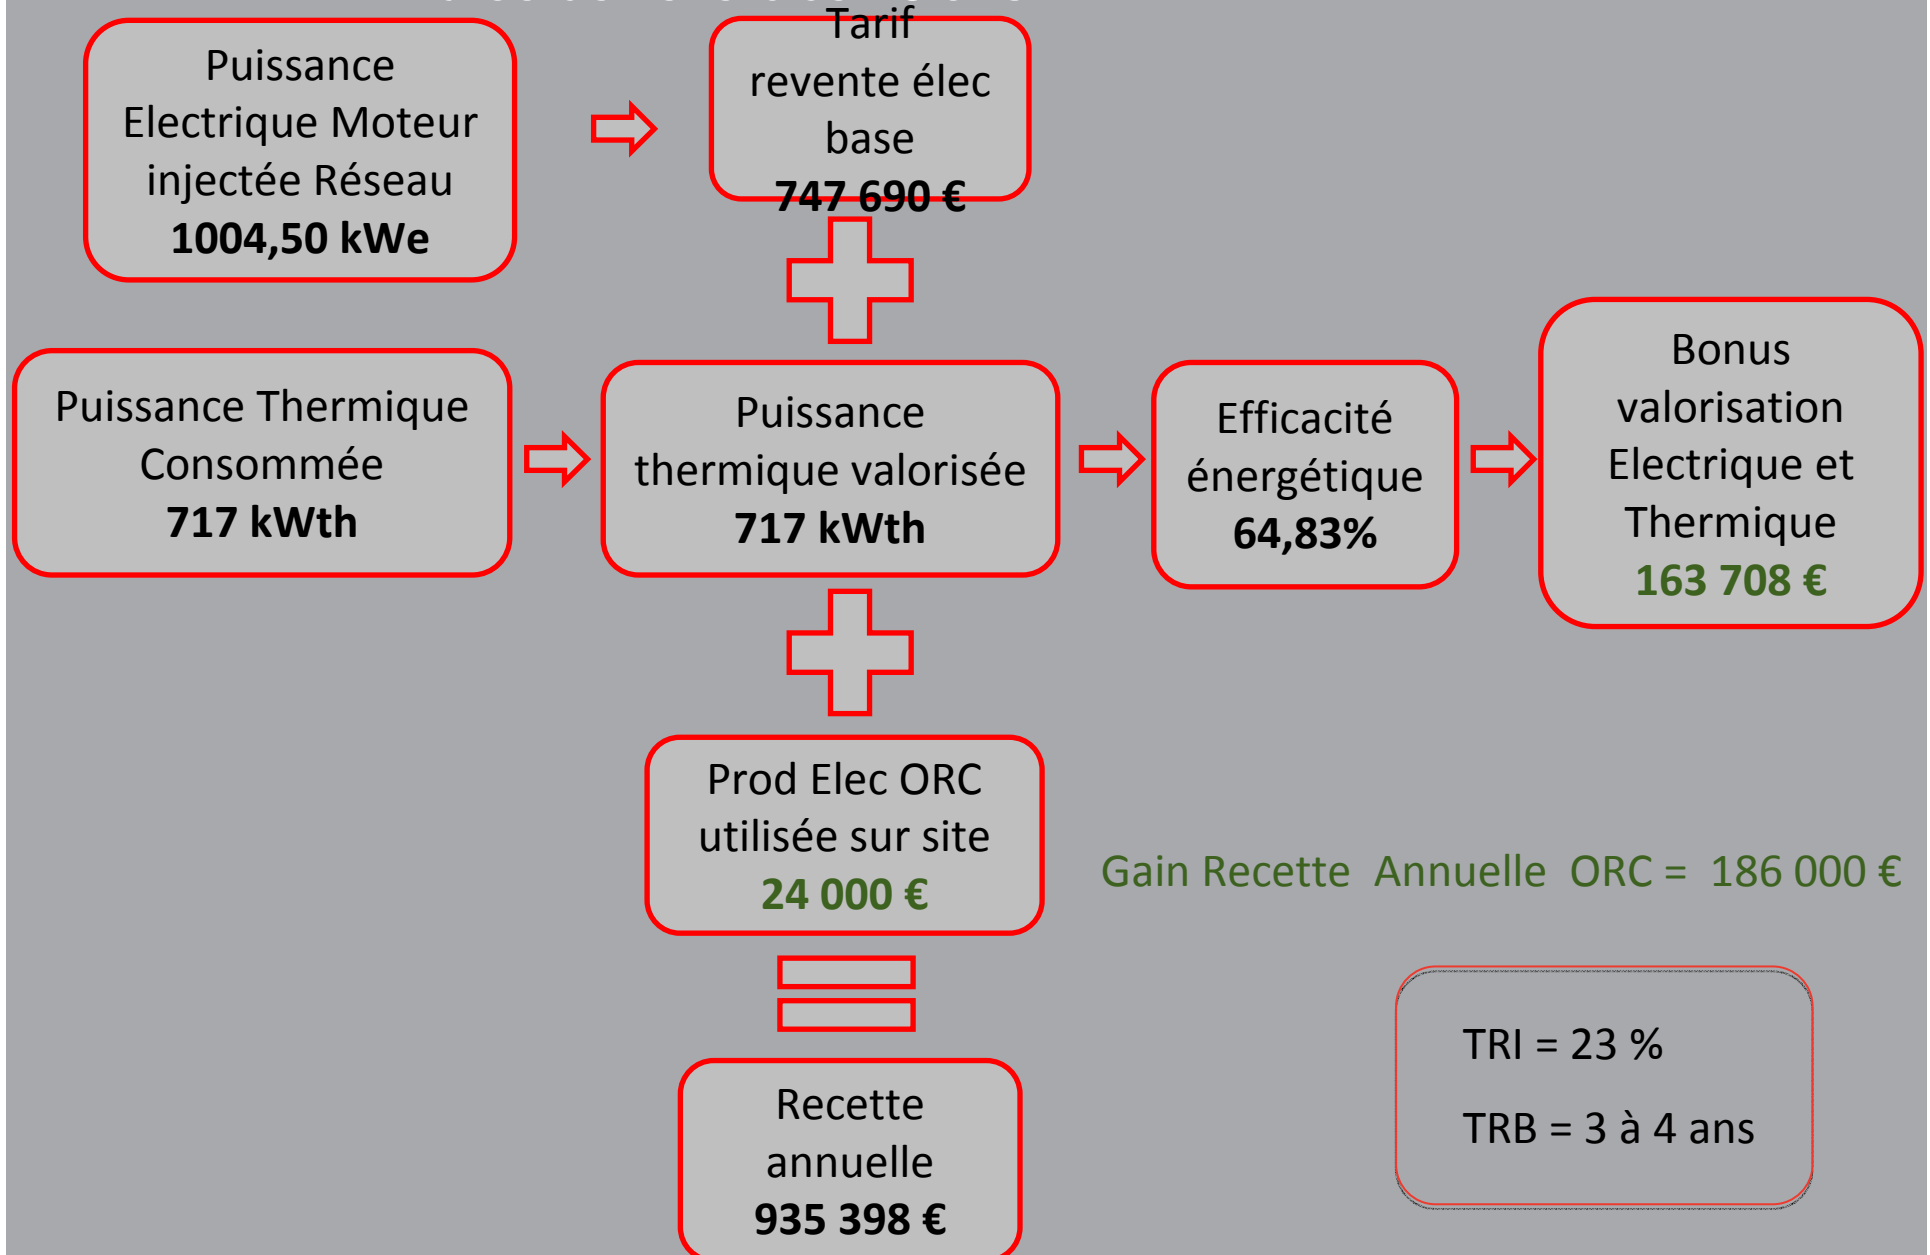 Puissance
Electrique Moteur
injectée Réseau
1004,50 kWe
Tarif
revente élec
base
747 690 €
Puissance Thermique
Consommée
717 kWth
Puissance
thermique valorisée
717 kWth
Efficacité
énergétique
64,83%
Bonus
valorisation
Electrique et
Thermique
163 708 €
Prod Elec ORC
utilisée sur site
24 000 €
Gain Recette Annuelle ORC = 186 000 €
Recette
annuelle
935 398 €
TRI = 23 %
TRB = 3 à 4 ans